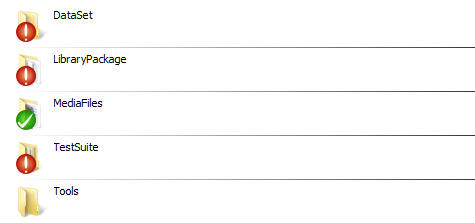 DataSet
LibraryPackage
MediaFiles
TestSuite
Tools